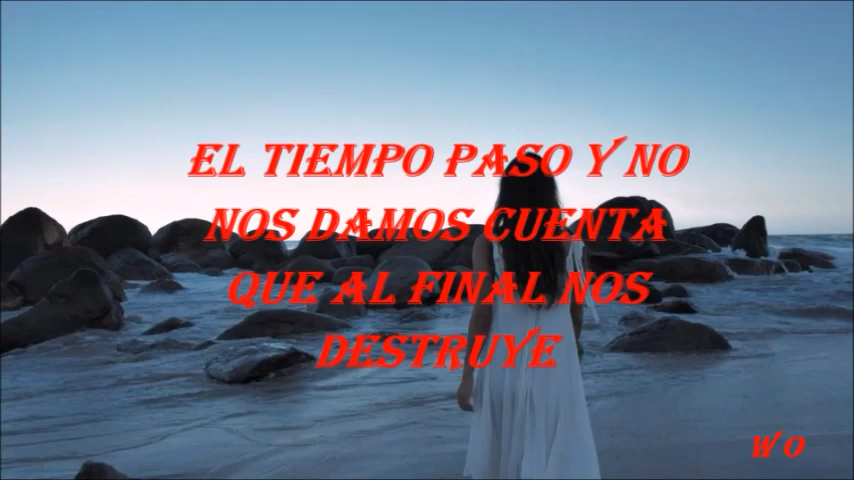 EL TIEMPO PASO Y NO
NOS DAMOS CUENTA
QUE AL FINAL NOS
DESTRUYE
W O